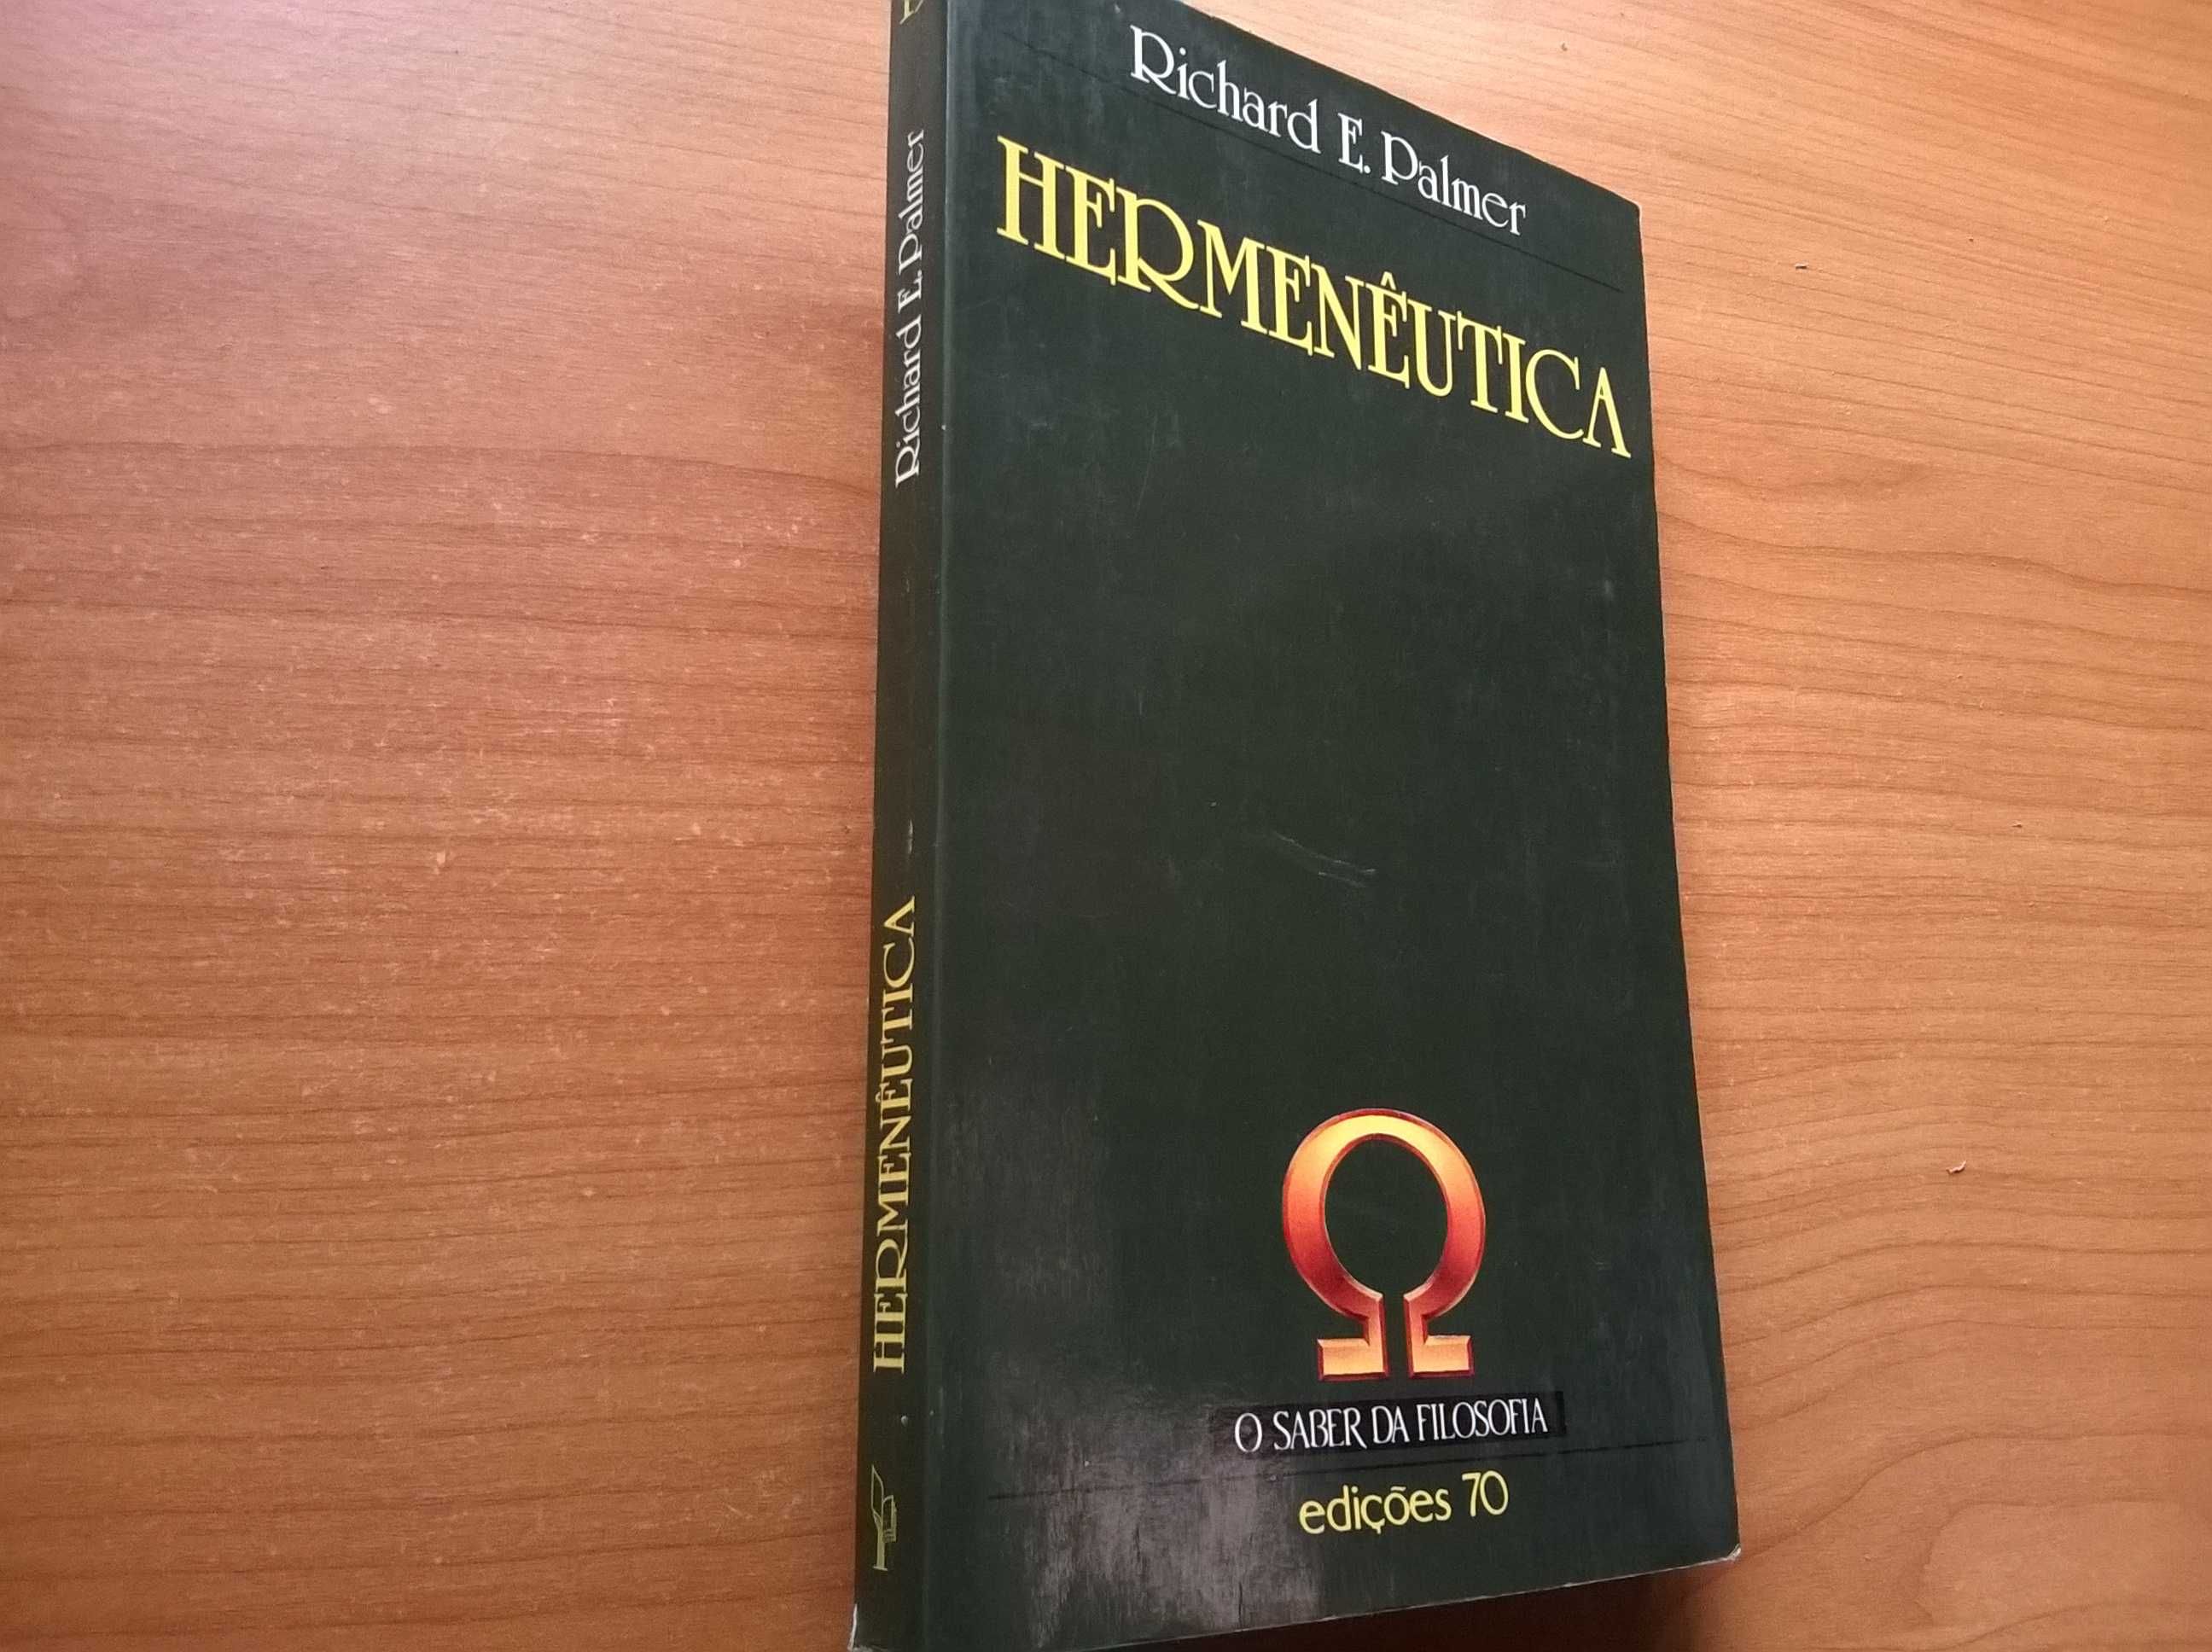 Richard E. Palmer
HERMENÊUTICA
Ω
O SABER DA FILOSOFIA
edições 70
Richard E. Palmer
HERMENÊUTICA